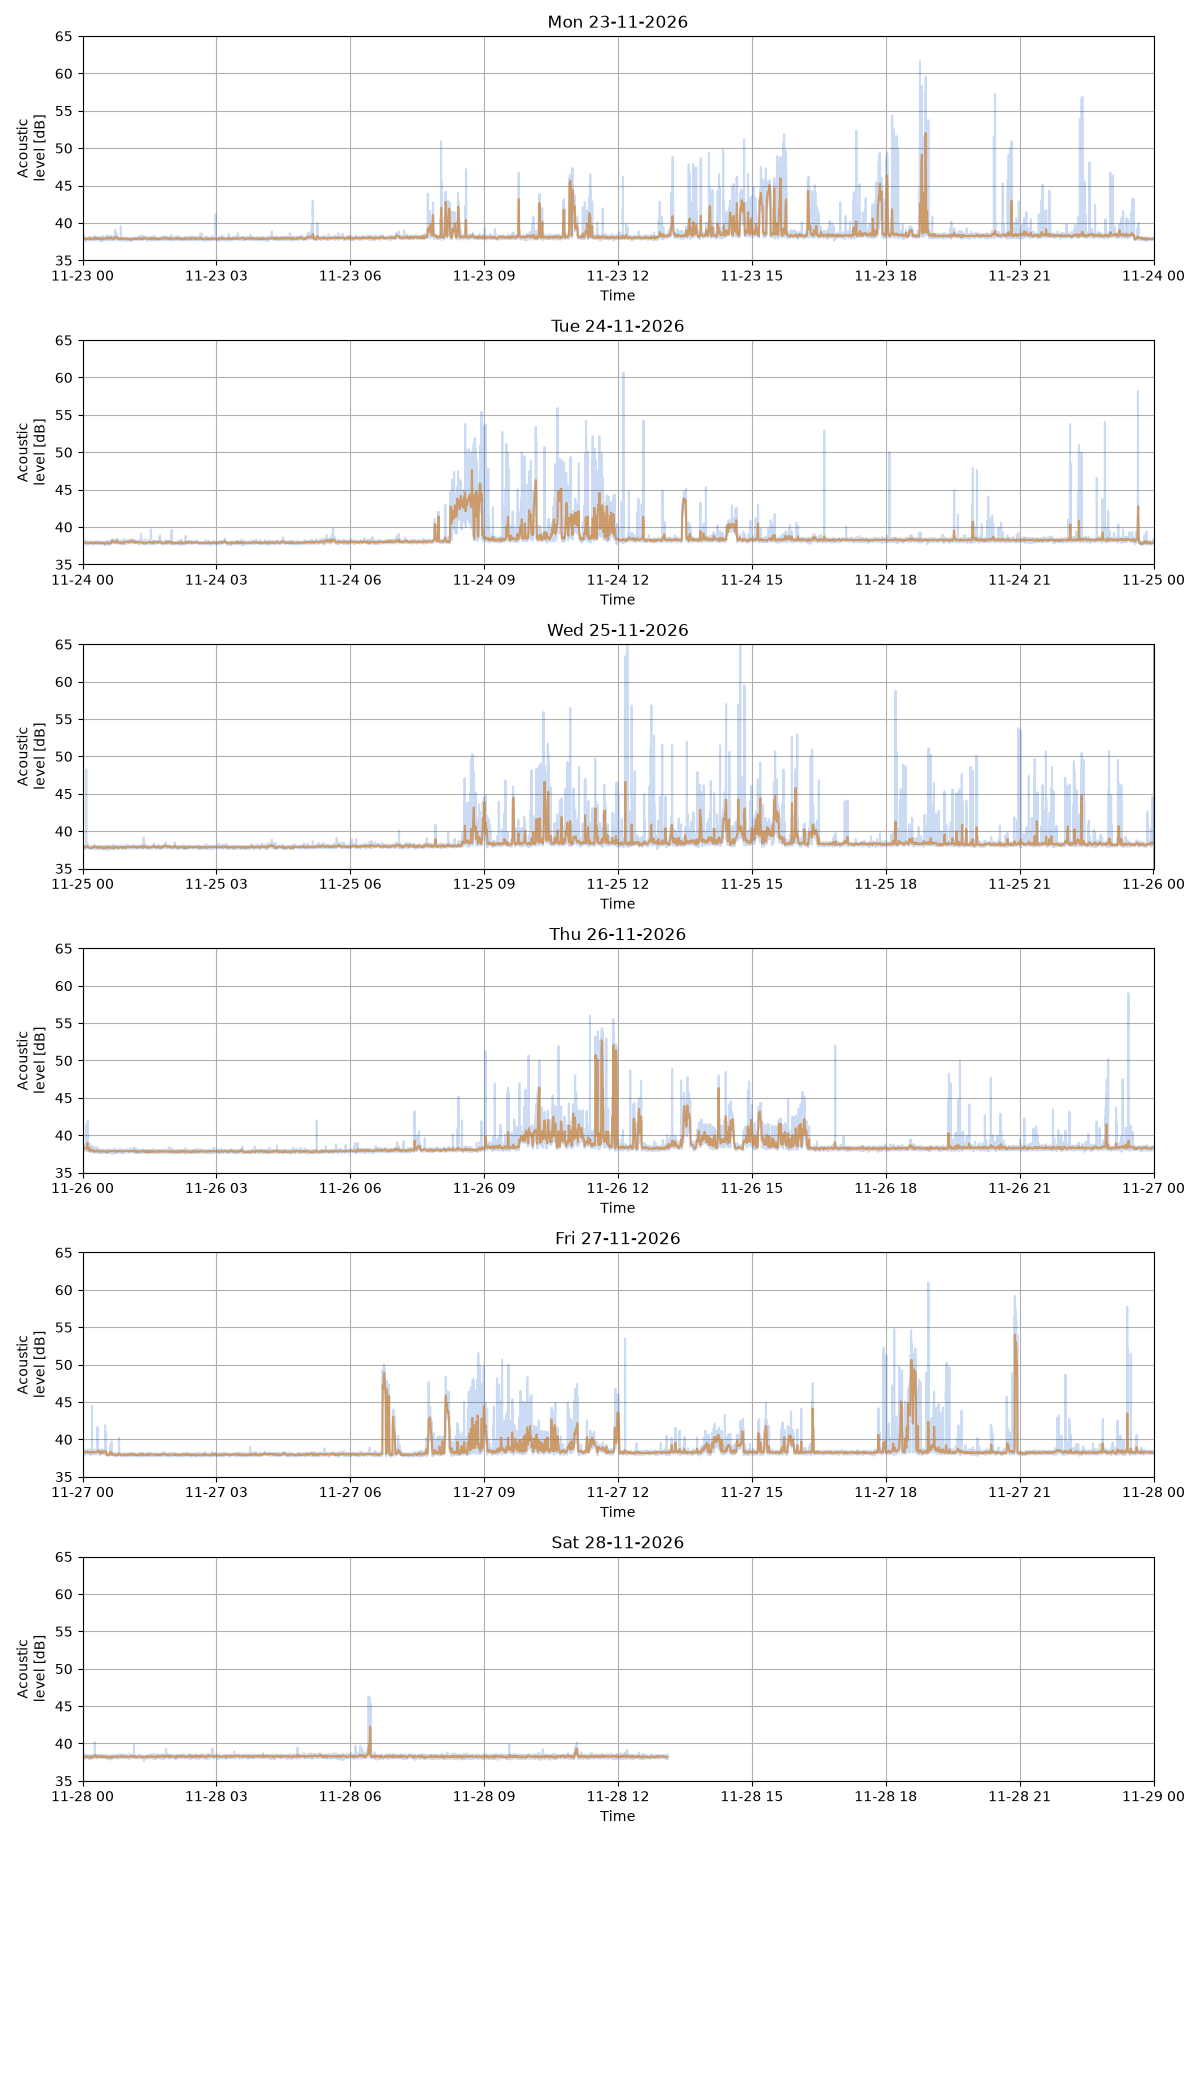 Mon 23-11-2026
65
60
55
50
45
40
35
Acoustic
level [dB]
11-23 00 11-23 03 11-23 06 11-23 09 11-23 12 11-23 15 11-23 18 11-23 21 11-24 00
Time
Tue 24-11-2026
65
60
55
50
45
40
35
Acoustic
level [dB]
11-24 00 11-24 03 11-24 06 11-24 09 11-24 12 11-24 15 11-24 18 11-24 21 11-25 00
Time
Wed 25-11-2026
65
60
55
50
45
40
35
Acoustic
level [dB]
11-25 00 11-25 03 11-25 06 11-25 09 11-25 12 11-25 15 11-25 18 11-25 21 11-26 00
Time
Thu 26-11-2026
65
60
55
50
45
40
35
Acoustic
level [dB]
11-26 00 11-26 03 11-26 06 11-26 09 11-26 12 11-26 15 11-26 18 11-26 21 11-27 00
Time
Fri 27-11-2026
65
60
55
50
45
40
35
Acoustic
level [dB]
11-27 00 11-27 03 11-27 06 11-27 09 11-27 12 11-27 15 11-27 18 11-27 21 11-28 00
Time
Sat 28-11-2026
65
60
55
50
45
40
35
Acoustic
level [dB]
11-28 00 11-28 03 11-28 06 11-28 09 11-28 12 11-28 15 11-28 18 11-28 21 11-29 00
Time